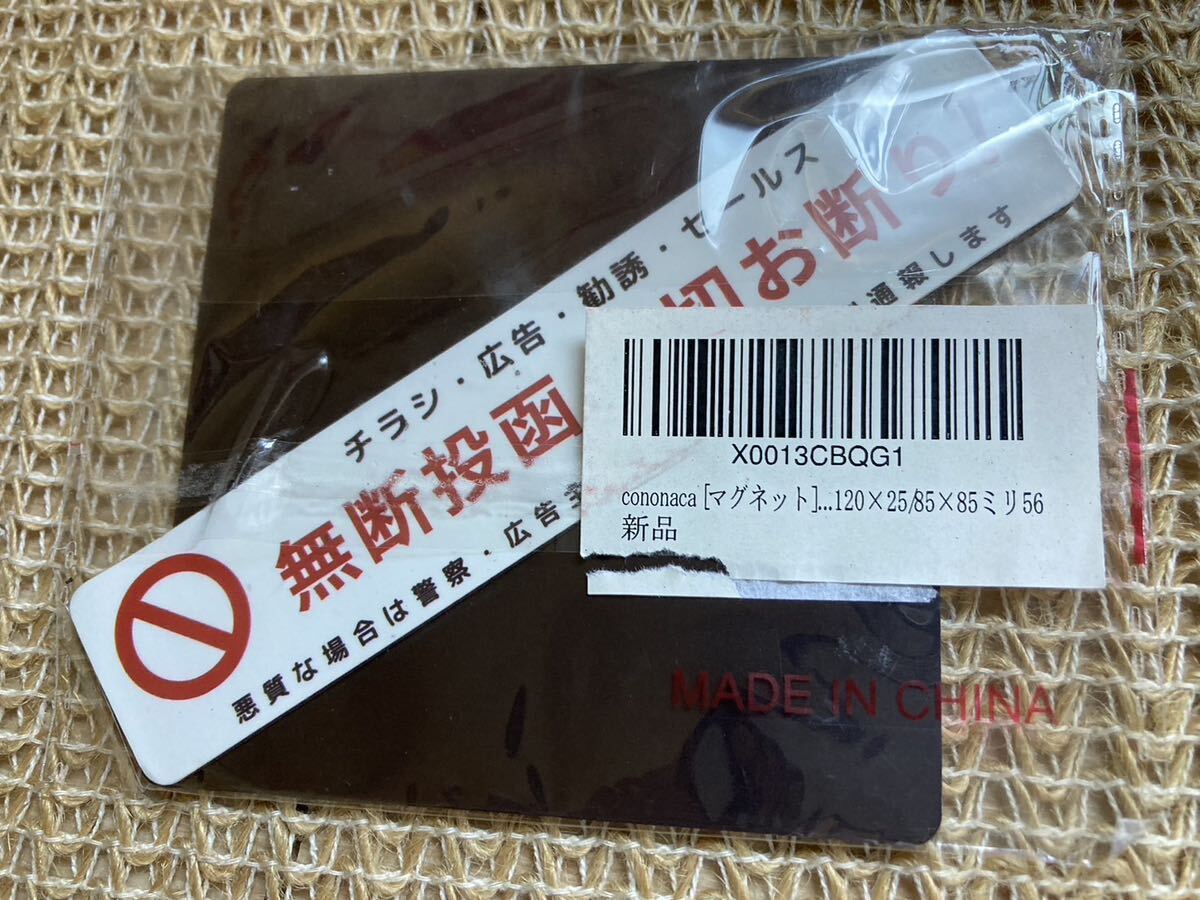 チラシ・広告・勧誘・セールス
無断投函 切お断り!
悪質な場合は警察・広告 通報します
X0013CBQG1
cononaca [マグネット]...120×25/85×85ミリ56
新品
MADE IN CHINA